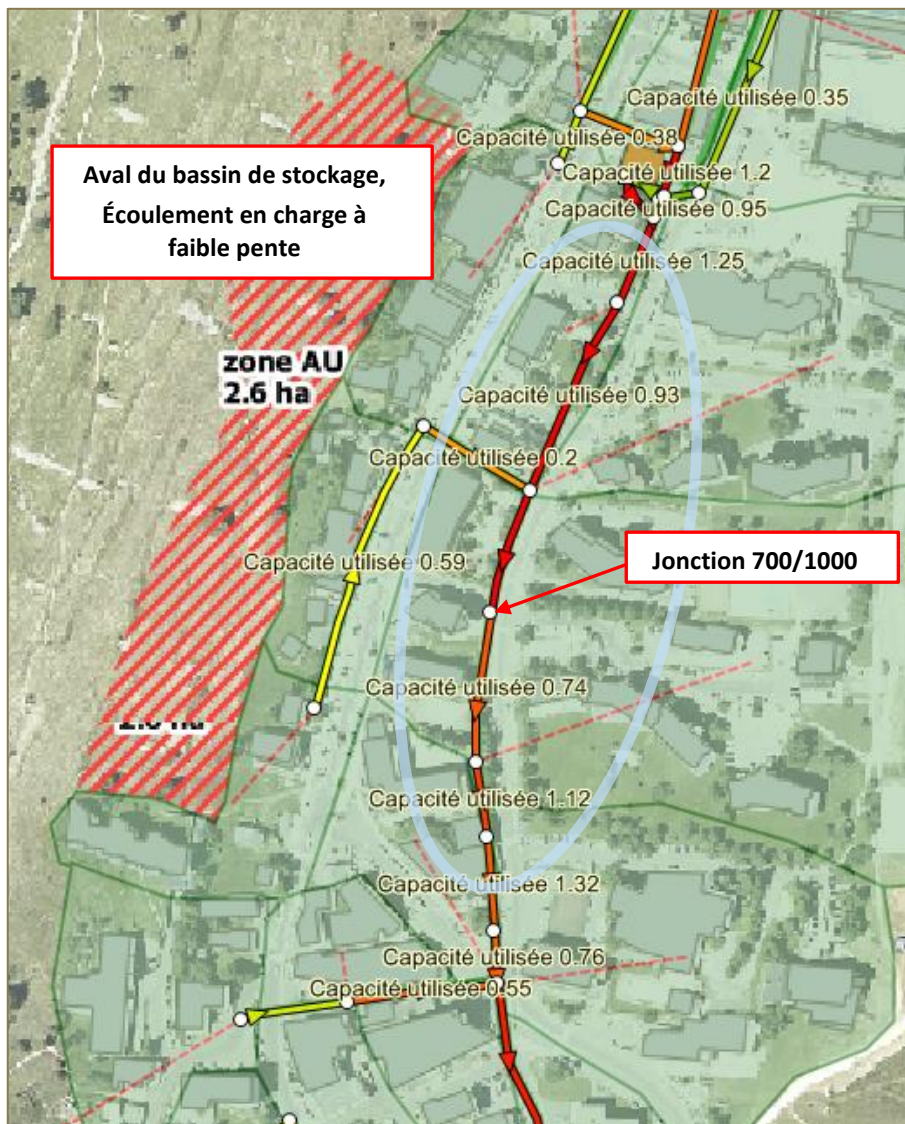 Capacité utilisée 0.35
Capacité utilisée 0.38
Aval du bassin de stockage,
Écoulement en charge à
faible pente
Capacité utilisée 1.2
Capacité utilisée 0.95
Capacité utilisée 1.25
zone AU
2.6 ha
Capacité utilisée 0.93
Capacité utilisée 0.2
Capacité utilisée 0.59
Jonction 700/1000
Capacité utilisée 0.74
Capacité utilisée 1.12
Capacité utilisée 1.32
Capacité utilisée 0.76
Capacité utilisée 0.55